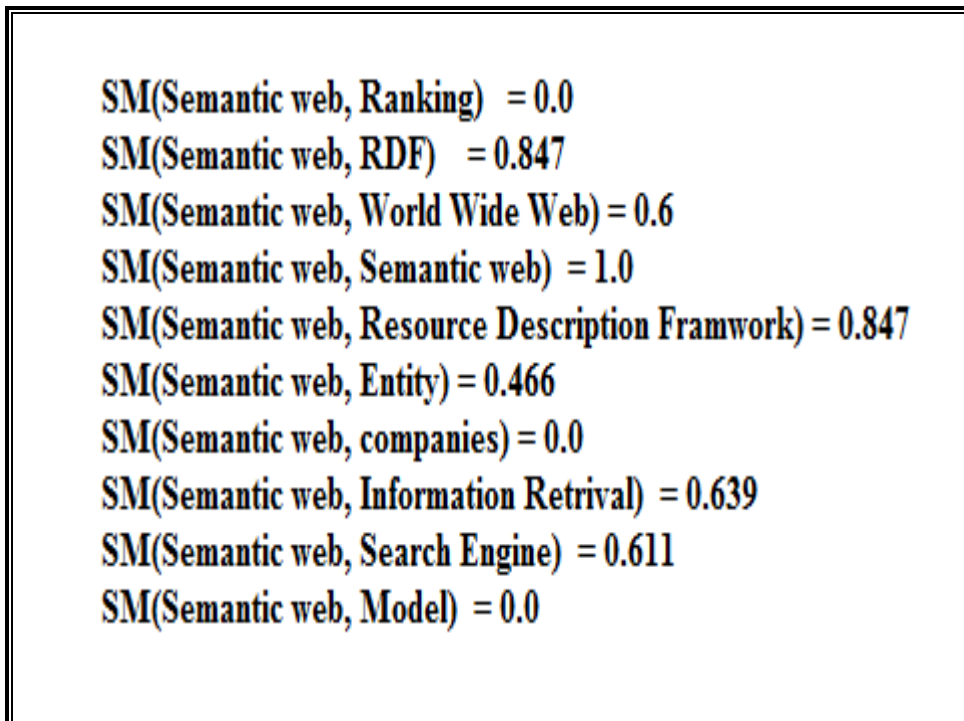 SM(Semantic web, Ranking) = 0.0
SM(Semantic web, RDF) = 0.847
SM(Semantic web, World Wide Web) = 0.6
SM(Semantic web, Semantic web) = 1.0
SM(Semantic web, Resource Description Framwork) = 0.847
SM(Semantic web, Entity) = 0.466
SM(Semantic web, companies) = 0.0
SM(Semantic web, Information Retrival) = 0.639
SM(Semantic web, Search Engine) = 0.611
SM(Semantic web, Model) = 0.0